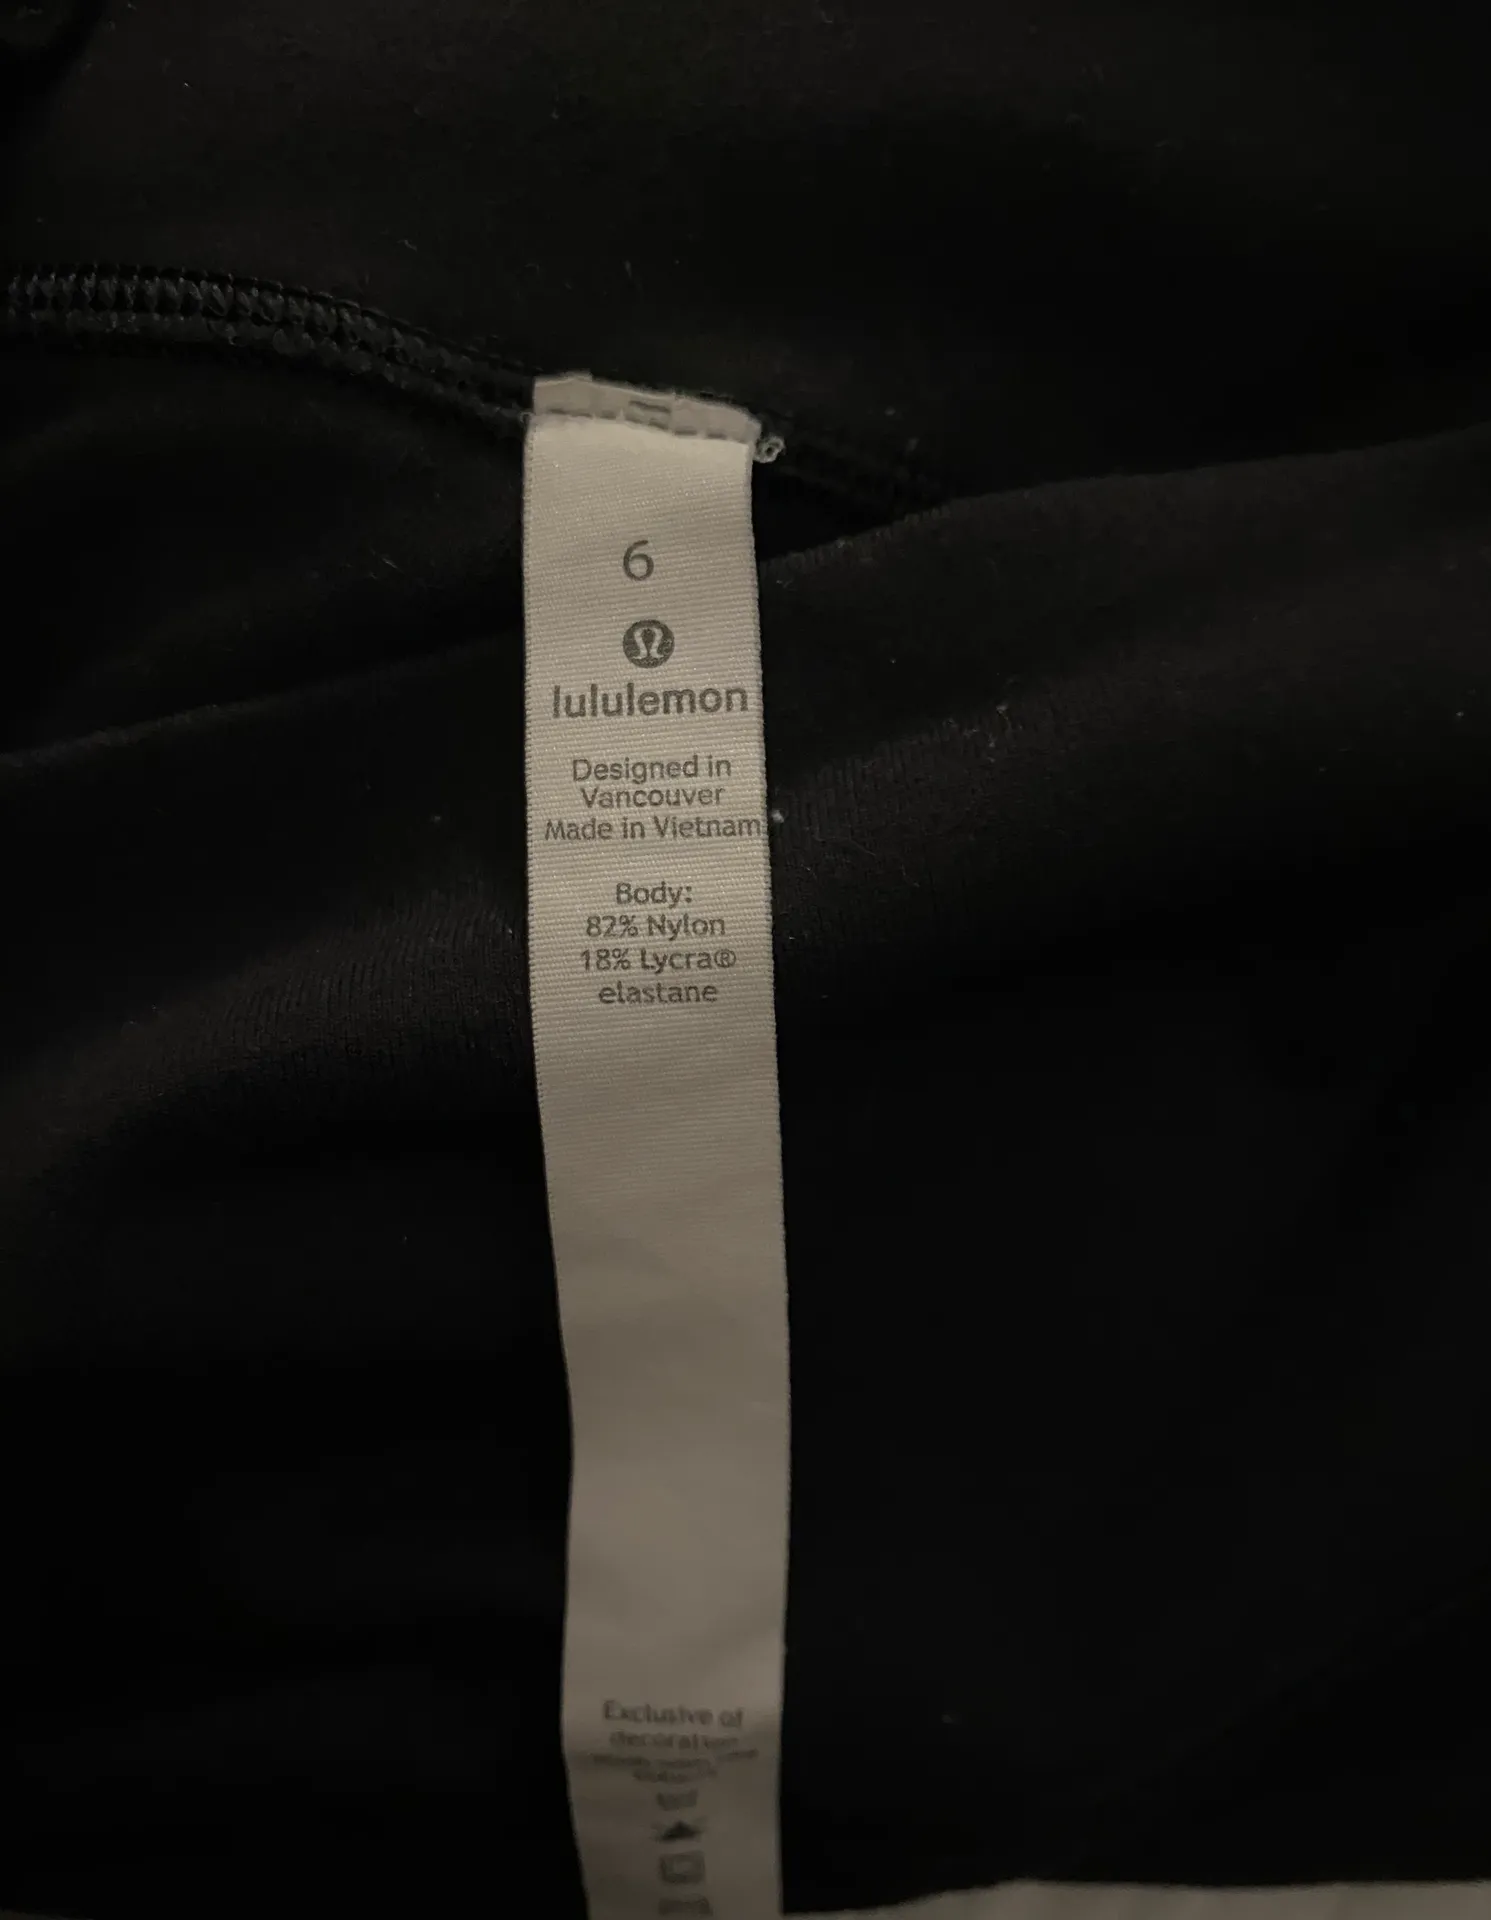 6
lululemon
Designed in
Vancouver
Made in Vietnam
Body:
82% Nylon
18% Lycra®
elastane
Exclusive of
decoration